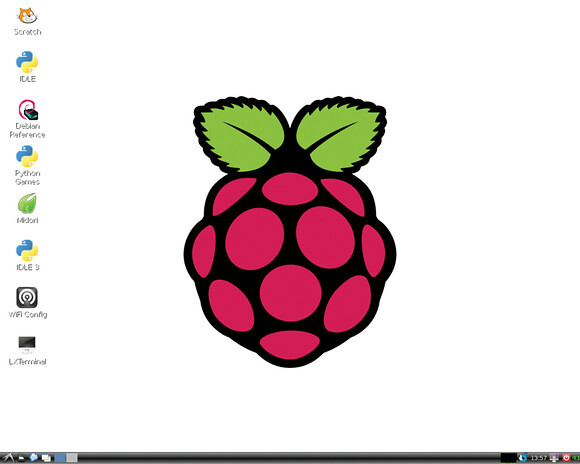 Scratch
IDLE
Debian
Reference
Python
Games
Midori
IDLE 3
WiFi Config
LXTerminal
13:57